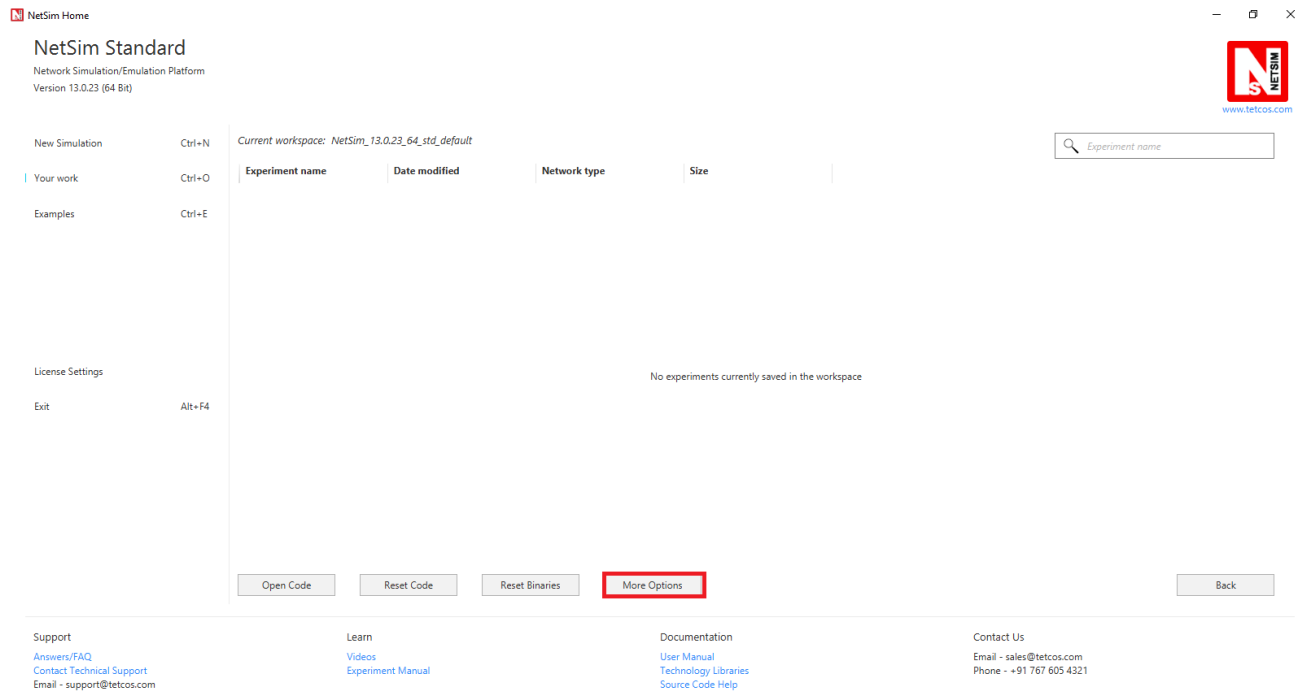 NetSim Home
NetSim Standard
Network Simulation/Emulation Platform
Version 13.0.23 (64 Bit)
NS NETSIM
www.tetcos.com
New Simulation Ctrl+N
Your work Ctrl+O
Examples Ctrl+E
License Settings
Exit Alt+F4
Current workspace: NetSim_13.0.23_64_std_default
Experiment name
Experiment name Date modified Network type Size
No experiments currently saved in the workspace
Open Code Reset Code Reset Binaries More Options Back
Support
Answers/FAQ
Contact Technical Support
Email - support@tetcos.com
Learn
Videos
Experiment Manual
Documentation
User Manual
Technology Libraries
Source Code Help
Contact Us
Email - sales@tetcos.com
Phone - +91 767 605 4321